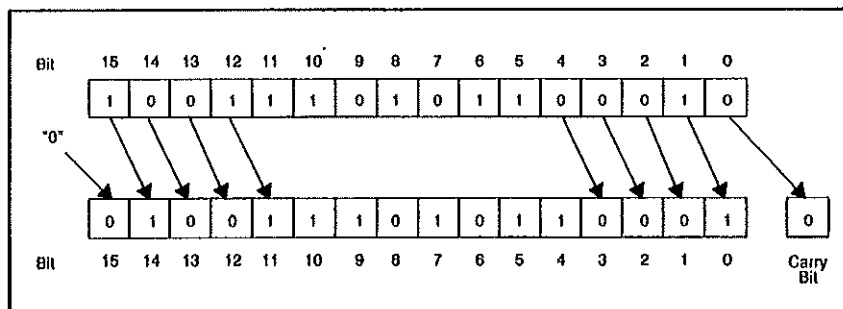 Bit 15 14 13 12 11 10 9 8 7 6 5 4 3 2 1 0
1 0 0 1 1 1 0 1 0 1 1 0 0 0 1 0
"0"
0 1 0 0 1 1 1 0 1 0 1 1 0 0 0 1 0
Bit 15 14 13 12 11 10 9 8 7 6 5 4 3 2 1 0 Carry
Bit